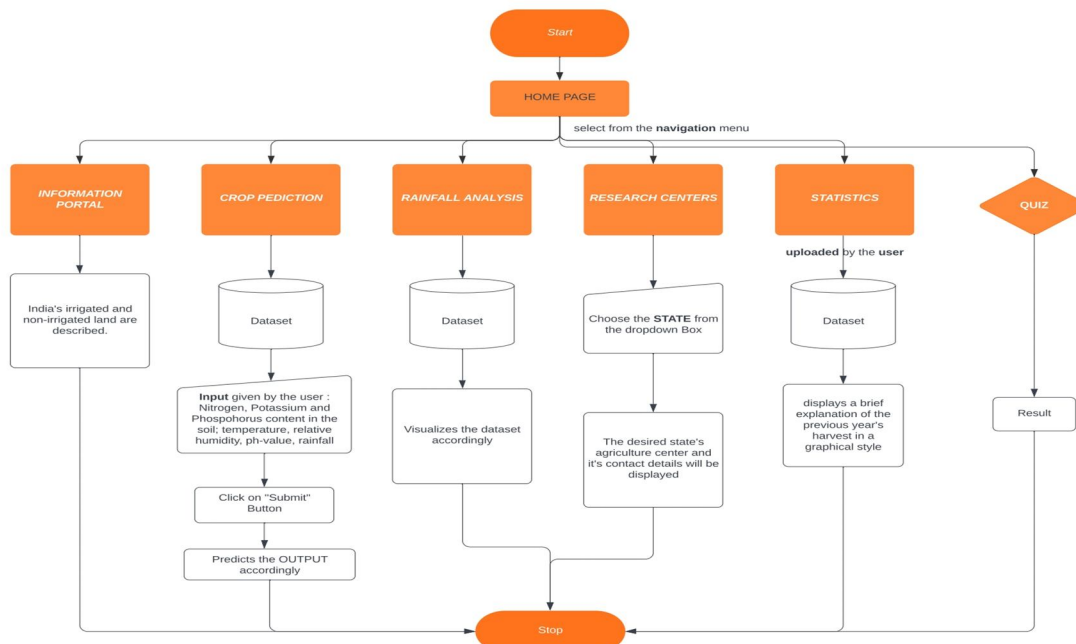 Start
HOME PAGE
select from the navigation menu
INFORMATION
PORTAL
CROP PEDICTION
RAINFALL ANALYSIS
RESEARCH CENTERS
STATISTICS
QUIZ
uploaded by the user
India's irrigated and
non-irrigated land are
described.
Dataset
Dataset
Choose the STATE from
the dropdown Box
Dataset
Input given by the user :
Nitrogen, Potassium and
Phospohorus content in the
soil; temperature, relative
humidity, ph-value, rainfall
Visualizes the dataset
accordingly
The desired state's
agriculture center and
it's contact details will be
displayed
displays a brief
explanation of the
previous year's
harvest in a
graphical style
Result
Click on "Submit"
Button
Predicts the OUTPUT
accordingly
Stop